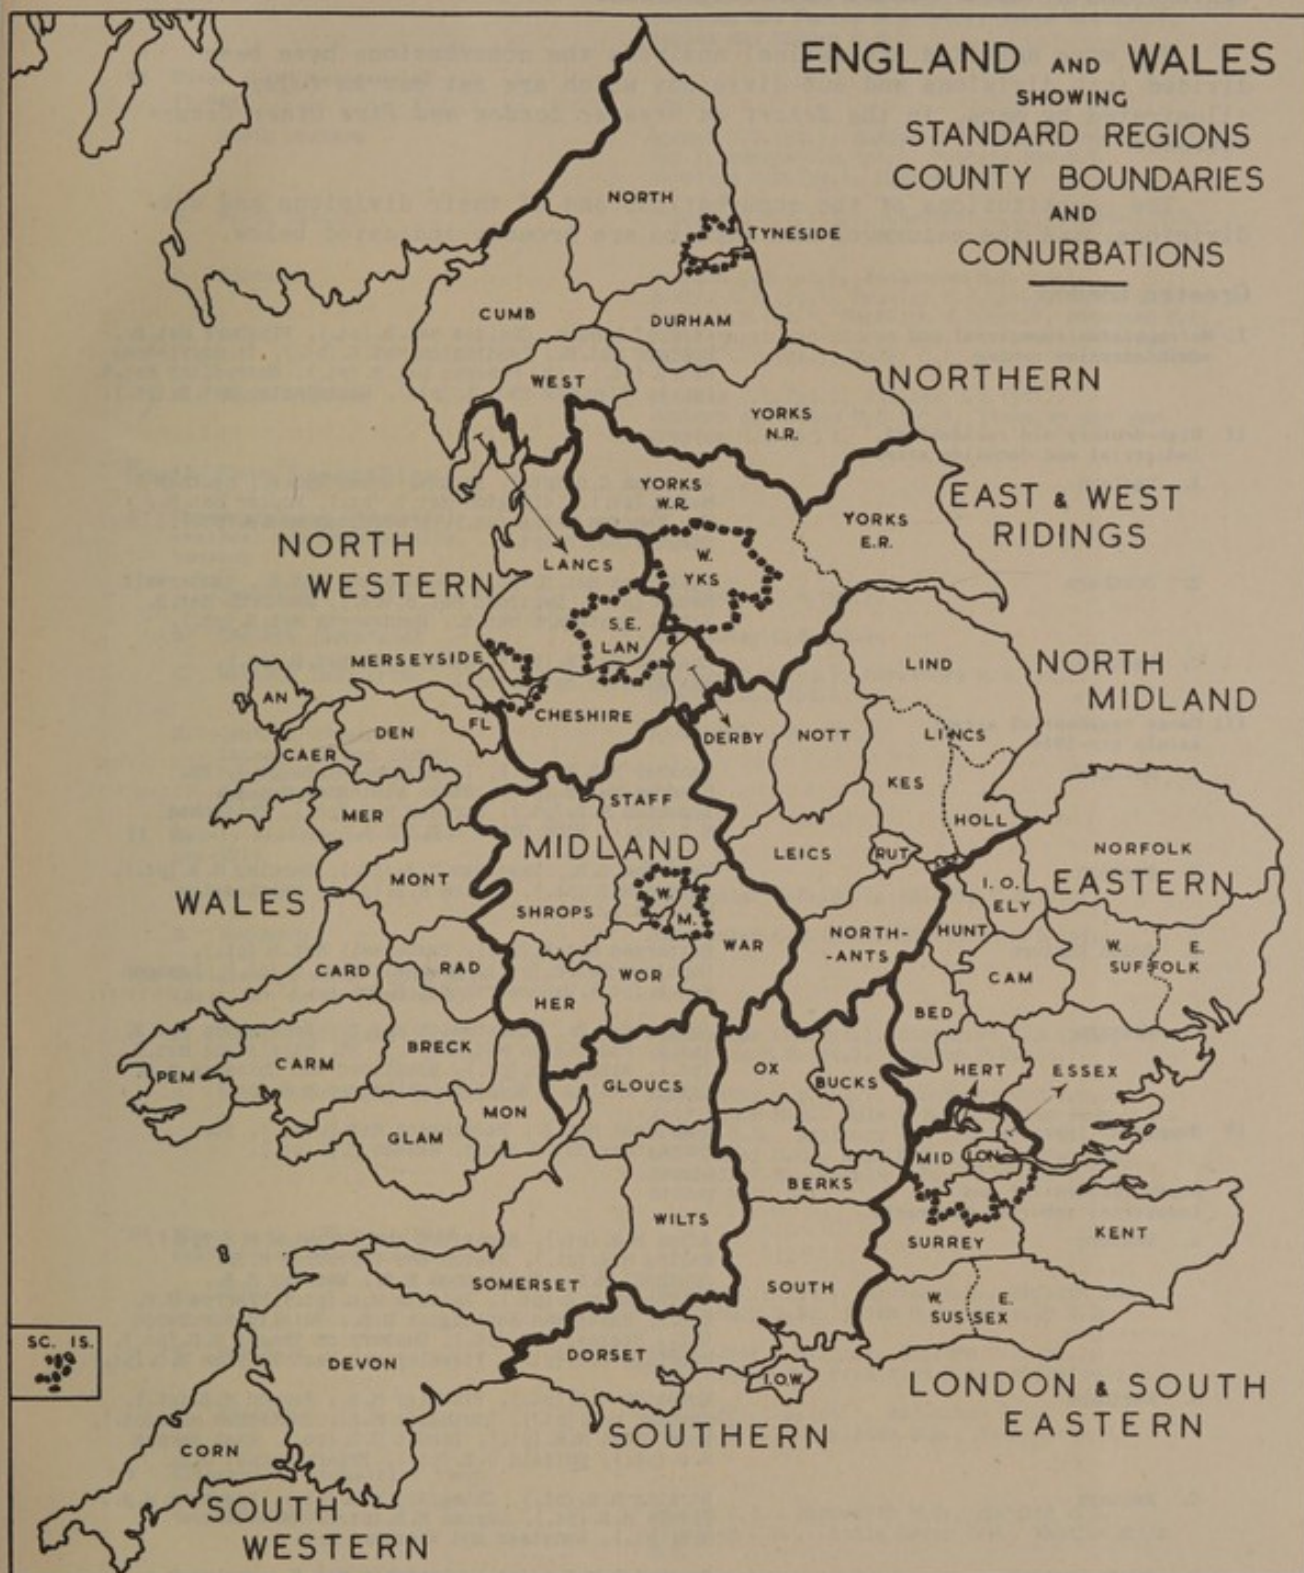 ENGLAND AND WALES
SHOWING
STANDARD REGIONS
COUNTY BOUNDARIES
AND
CONURBATIONS
NORTH
TYNESIDE
CUMB
DURHAM
WEST
NORTHERN
YORKS
N.R.
YORKS
W.R.
EAST & WEST
RIDINGS
YORKS
E.R.
NORTH
WESTERN
LANCS
W.
YKS
S.E.
LAN
MERSEYSIDE
LIND
NORTH
MIDLAND
AN
FL
CHESHIRE
DEN
CAER
DERBY
NOTT
LINCS
KES
MER
STAFF
HOLL
MIDLAND
LEICS
RUT
NORFOLK
EASTERN
WALES
MONT
I.O.
ELY
W.
M.
SHROPS
WAR
NORTH-
-ANTS
HUNT
W. E.
SUFFOLK
CARD
RAD
WOR
CAM
HER
BED
BRECK
CARM
PEM
OX
BUCKS
HERT
ESSEX
GLOUCS
MON
GLAM
MID
LON
BERKS
WILTS
SURREY
KENT
SOMERSET
SOUTH
W. E.
SUSSEX
SC. IS.
DEVON
DORSET
I.O.W.
LONDON & SOUTH
EASTERN
SOUTHERN
CORN
SOUTH
WESTERN